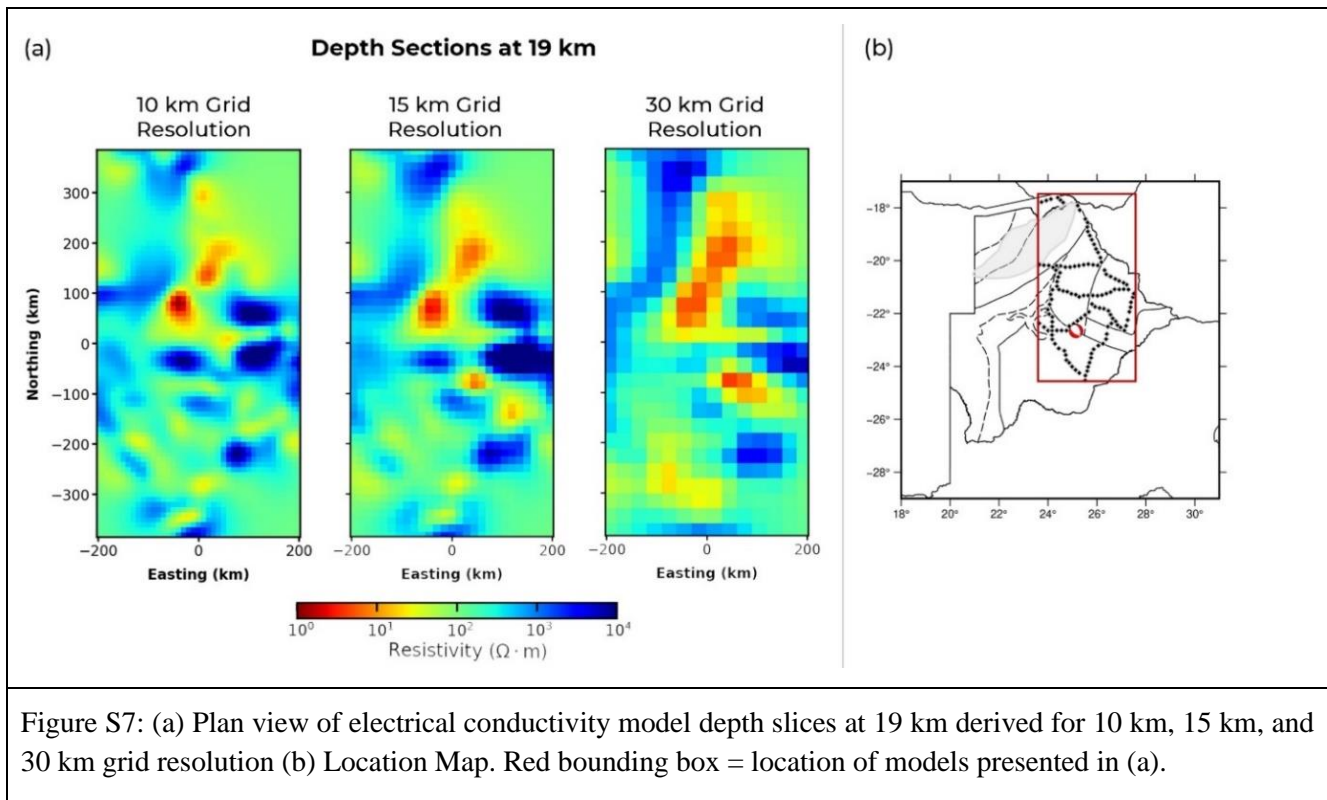 (a)
Depth Sections at 19 km
(b)
10 km Grid
Resolution
15 km Grid
Resolution
30 km Grid
Resolution
300
200
100
0
−100
−200
−300
Northing (km)
−200 0 200
−200 0 200
−200 0 200
Easting (km)
Easting (km)
Easting (km)
10⁰ 10¹ 10² 10³ 10⁴
Resistivity (Ω · m)
−18°
−20°
−22°
−24°
−26°
−28°
18° 20° 22° 24° 26° 28° 30°
Figure S7: (a) Plan view of electrical conductivity model depth slices at 19 km derived for 10 km, 15 km, and
30 km grid resolution (b) Location Map. Red bounding box = location of models presented in (a).